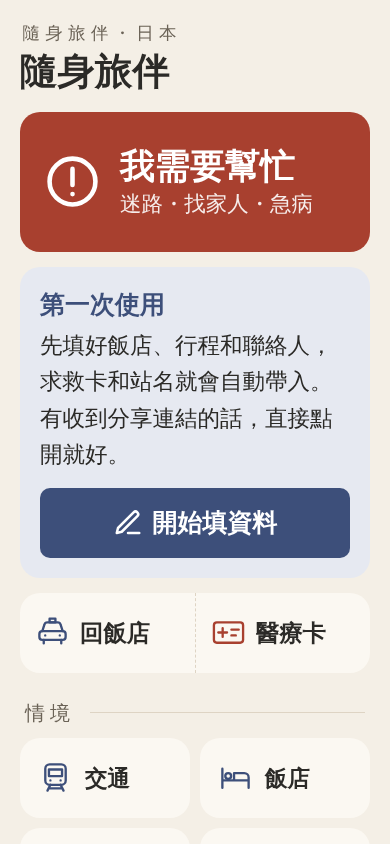 隨身旅伴·日本
隨身旅伴
我需要幫忙
迷路·找家人·急病
第一次使用
先填好飯店、行程和聯絡人，
求救卡和站名就會自動帶入。
有收到分享連結的話，直接點
開就好。
開始填資料
回飯店
醫療卡
情境
交通
飯店